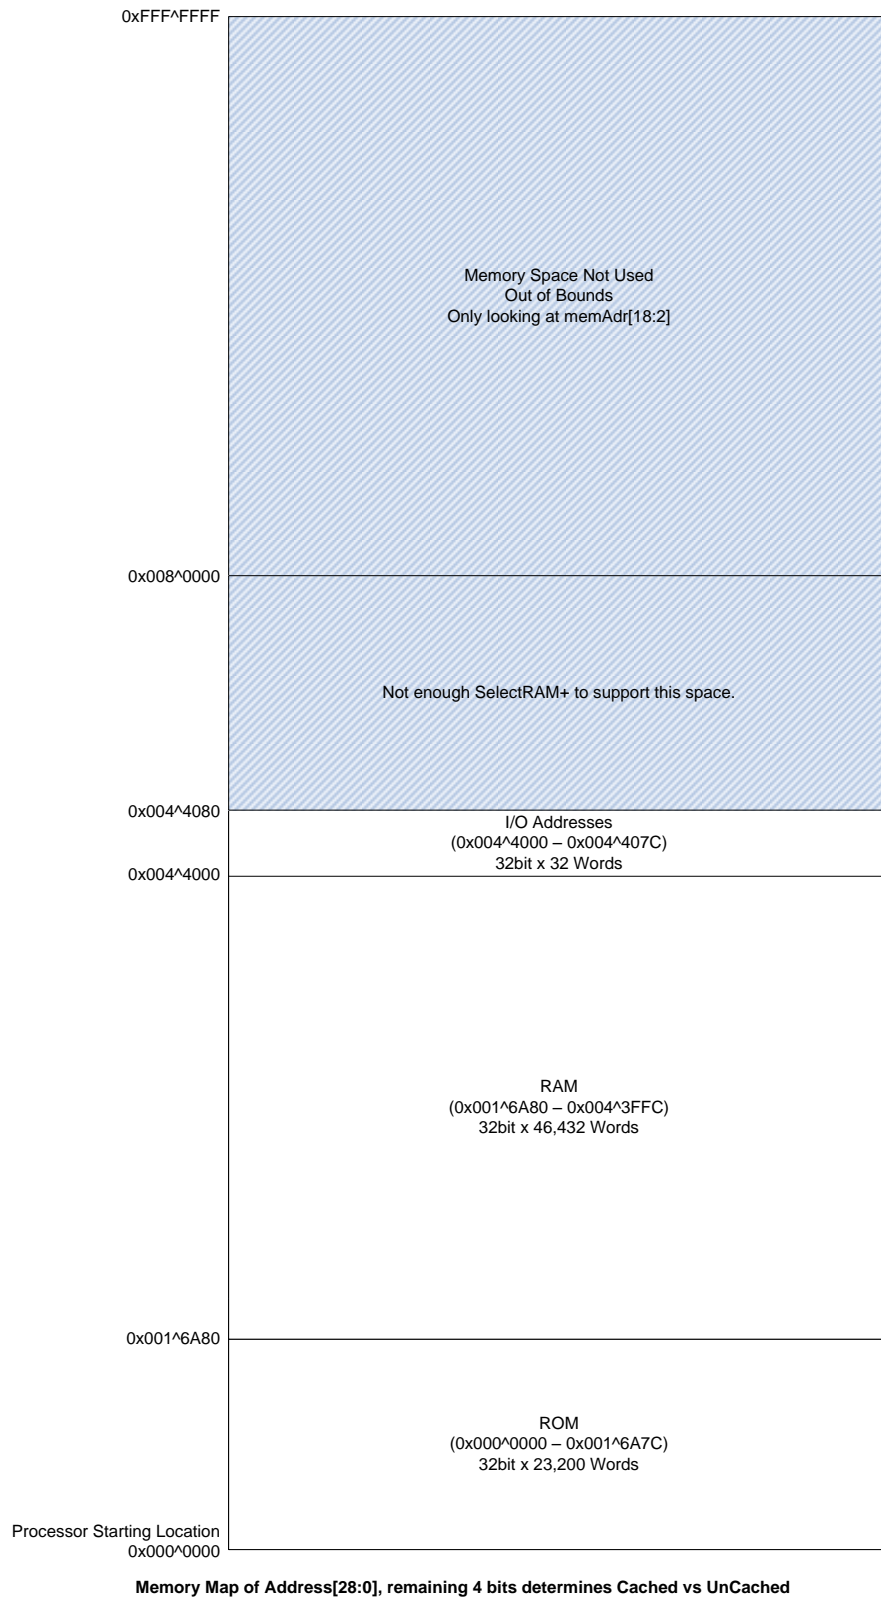 0xFFF^FFFF
Memory Space Not Used
Out of Bounds
Only looking at memAdr[18:2]
0x008^0000
Not enough SelectRAM+ to support this space.
0x004^4080
I/O Addresses
(0x004^4000 – 0x004^407C)
32bit x 32 Words
0x004^4000
RAM
(0x001^6A80 – 0x004^3FFC)
32bit x 46,432 Words
0x001^6A80
ROM
(0x000^0000 – 0x001^6A7C)
32bit x 23,200 Words
Processor Starting Location
0x000^0000
Memory Map of Address[28:0], remaining 4 bits determines Cached vs UnCached